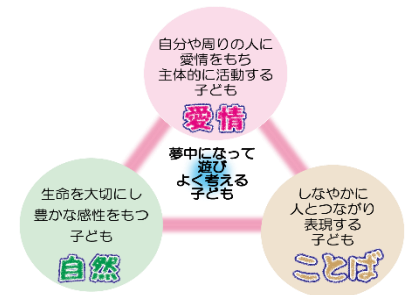 自分や周りの人に
愛情をもち
主体的に活動する
子ども
愛情
夢中になって
遊び
よく考える
子ども
生命を大切にし
豊かな感性をもつ
子ども
自然
しなやかに
人とつながり
表現する
子ども
ことば